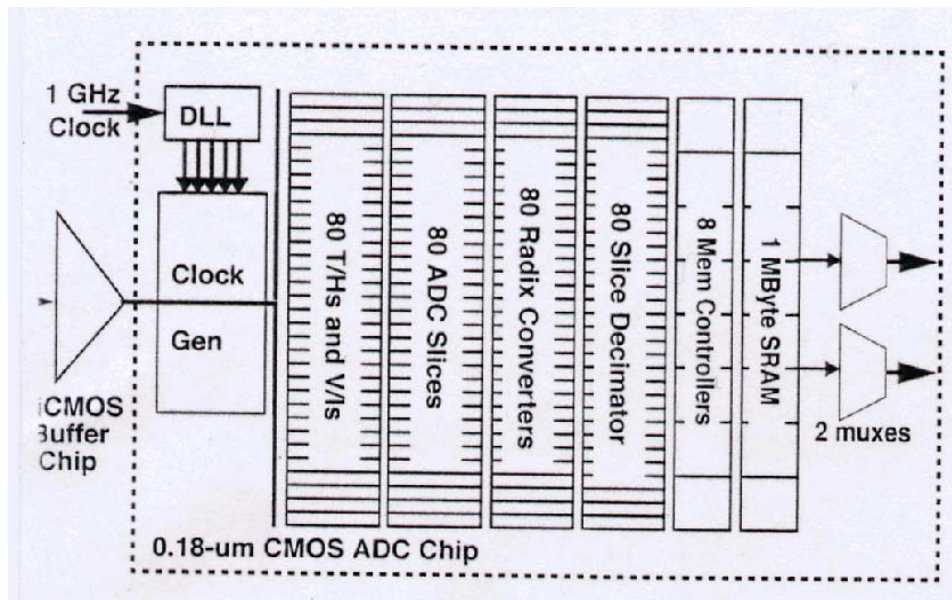 1 GHz
Clock
DLL
Clock
Gen
80 T/Hs and V/Is
80 ADC Slices
80 Radix Converters
80 Slice Decimator
8 Mem Controllers
1 MByte SRAM
2 muxes
CMOS
Buffer
Chip
0.18-um CMOS ADC Chip